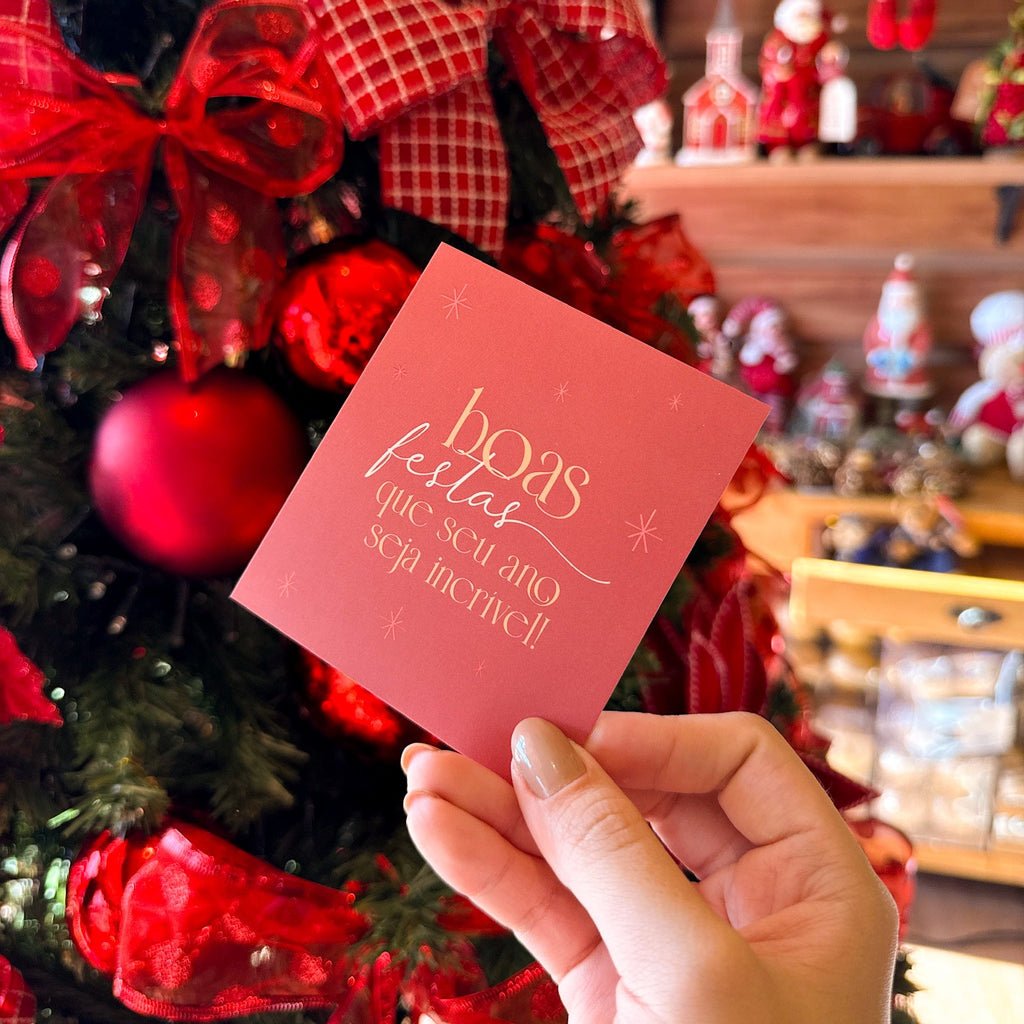 boas
festas
que seu ano
seja incrível!